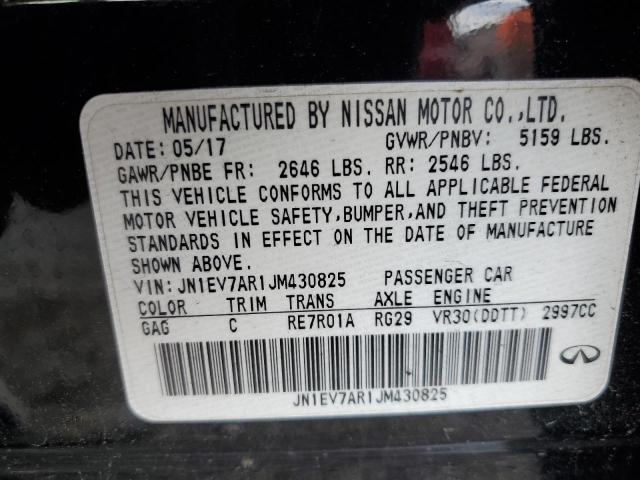 MANUFACTURED BY NISSAN MOTOR CO.,LTD.
DATE: 05/17 GVWR/PNBV: 5159 LBS.
GAWR/PNBE FR: 2646 LBS. RR: 2546 LBS.
THIS VEHICLE CONFORMS TO ALL APPLICABLE FEDERAL
MOTOR VEHICLE SAFETY,BUMPER,AND THEFT PREVENTION
STANDARDS IN EFFECT ON THE DATE OF MANUFACTURE
SHOWN ABOVE.
VIN: JN1EV7AR1JM430825 PASSENGER CAR
COLOR TRIM TRANS AXLE ENGINE
GAG C RE7R01A RG29 VR30(DDTT) 2997CC
JN1EV7AR1JM430825
INFINITI